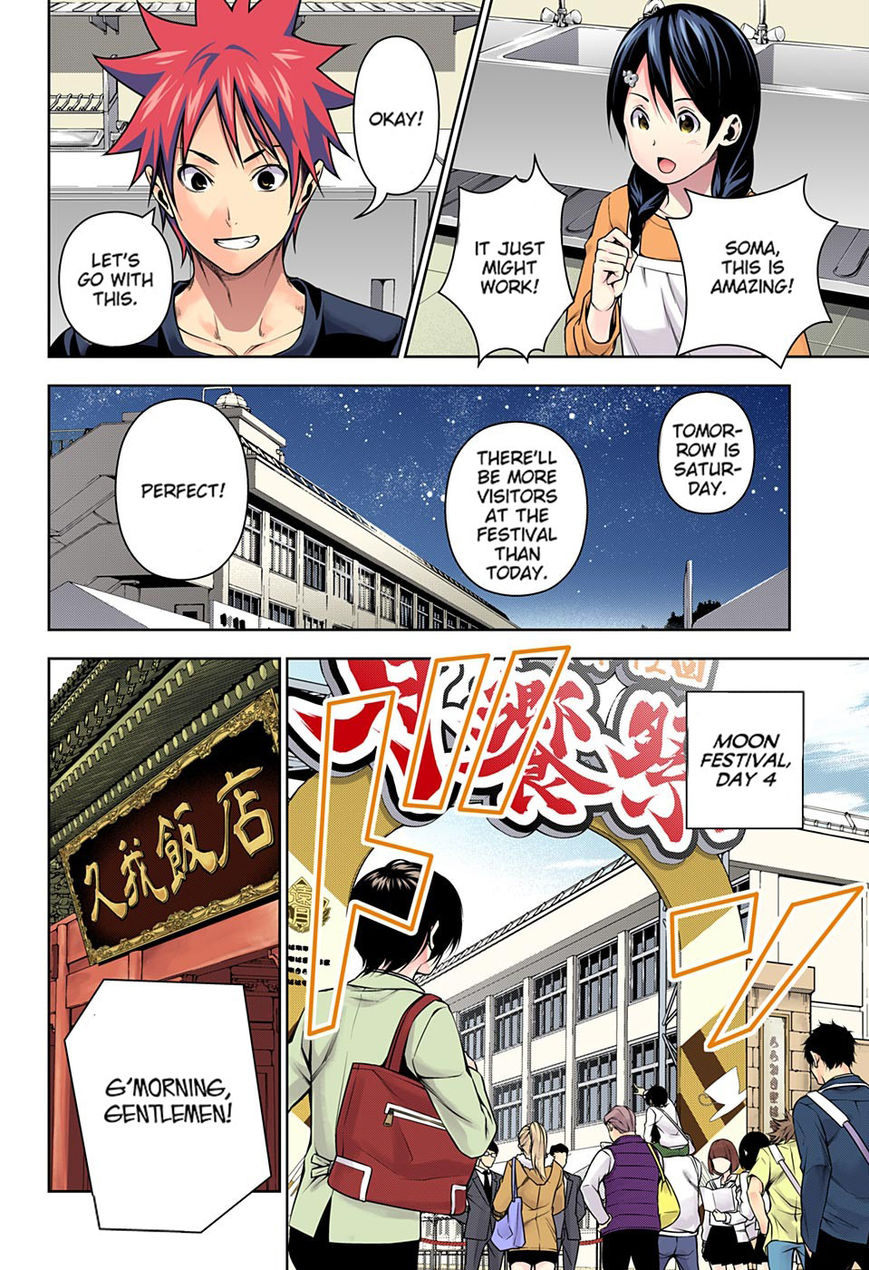 SOMA,
THIS IS
AMAZING!
IT JUST
MIGHT
WORK!
OKAY!
LET'S
GO WITH
THIS.
TOMOR-
ROW IS
SATUR-
DAY.
THERE'LL
BE MORE
VISITORS
AT THE
FESTIVAL
THAN
TODAY.
PERFECT!
MOON
FESTIVAL,
DAY 4
饗祭
久我飯店
G'MORNING,
GENTLEMEN!